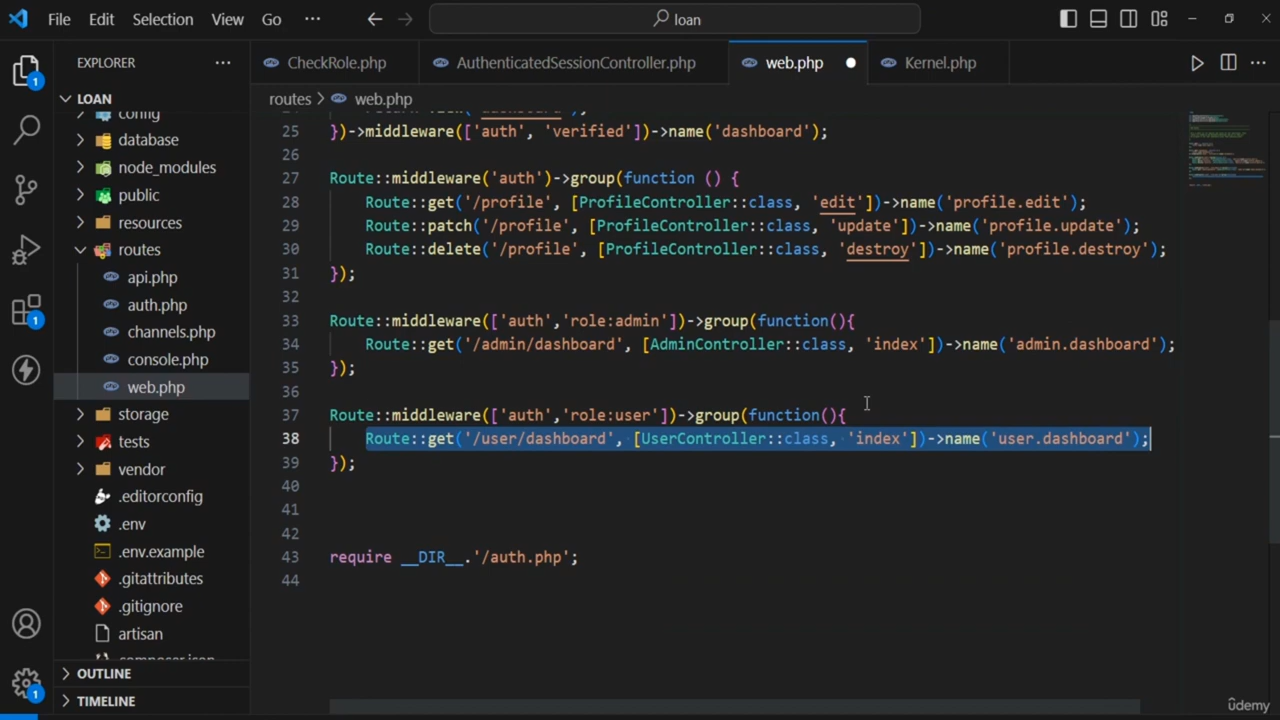 File Edit Selection View Go ··· loan
EXPLORER ··· CheckRole.php AuthenticatedSessionController.php web.php Kernel.php
LOAN
routes > web.php
config
database
node_modules
public
resources
routes
api.php
auth.php
channels.php
console.php
web.php
storage
tests
vendor
.editorconfig
.env
.env.example
.gitattributes
.gitignore
artisan
composer.json
OUTLINE
TIMELINE
1
1
1
25 })->middleware(['auth', 'verified'])->name('dashboard');
26
27 Route::middleware('auth')->group(function () {
28 Route::get('/profile', [ProfileController::class, 'edit'])->name('profile.edit');
29 Route::patch('/profile', [ProfileController::class, 'update'])->name('profile.update');
30 Route::delete('/profile', [ProfileController::class, 'destroy'])->name('profile.destroy');
31 });
32
33 Route::middleware(['auth','role:admin'])->group(function(){
34 Route::get('/admin/dashboard', [AdminController::class, 'index'])->name('admin.dashboard');
35 });
36
37 Route::middleware(['auth','role:user'])->group(function(){
38 Route::get('/user/dashboard', [UserController::class, 'index'])->name('user.dashboard');
39 });
40
41
42
43 require __DIR__.'/auth.php';
44
ûdemy